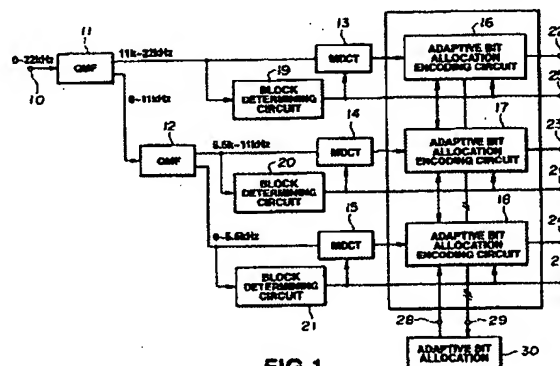 0~22kHz
10
11
QMF
11k~22kHz
0~11kHz
13
MDCT
19
BLOCK
DETERMINING
CIRCUIT
16
ADAPTIVE BIT
ALLOCATION
ENCODING CIRCUIT
22
25
12
QMF
5.5k~11kHz
14
MDCT
20
BLOCK
DETERMINING
CIRCUIT
17
ADAPTIVE BIT
ALLOCATION
ENCODING CIRCUIT
23
0~5.5kHz
15
MDCT
BLOCK
DETERMINING
CIRCUIT
21
18
ADAPTIVE BIT
ALLOCATION
ENCODING CIRCUIT
28
29
ADAPTIVE BIT
ALLOCATION
30
FIG.1